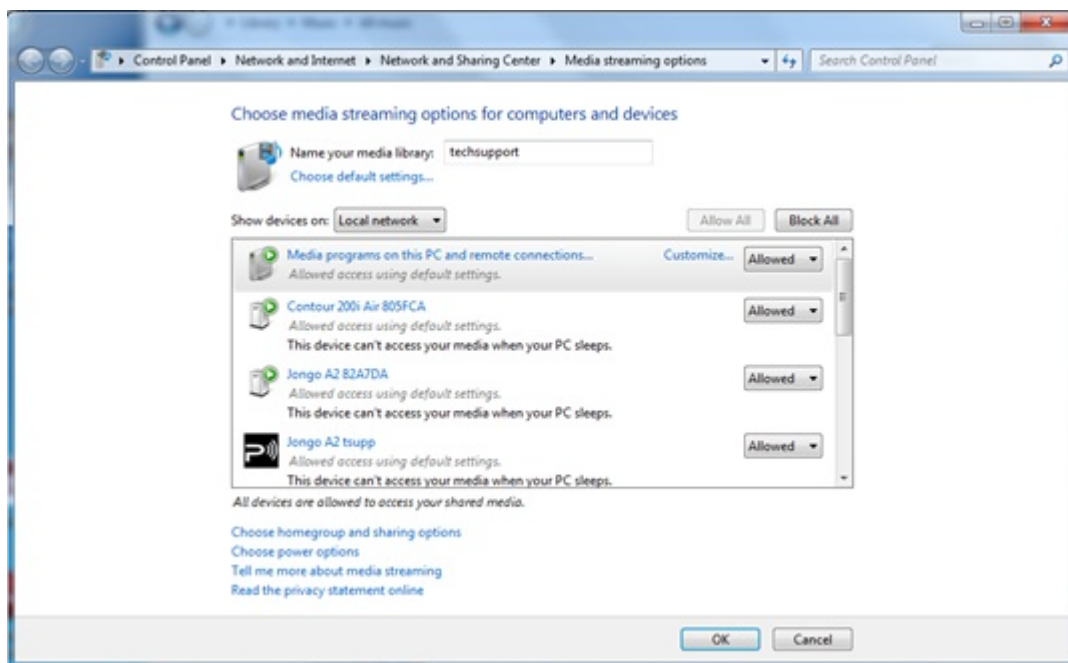 Control Panel ▸ Network and Internet ▸ Network and Sharing Center ▸ Media streaming options
Search Control Panel
Choose media streaming options for computers and devices
Name your media library: techsupport
Choose default settings...
Show devices on: Local network
Allow All
Block All
Media programs on this PC and remote connections...
Customize...
Allowed
Allowed access using default settings.
Contour 200i Air 805FCA
Allowed
Allowed access using default settings.
This device can't access your media when your PC sleeps.
Jongo A2 82A7DA
Allowed
Allowed access using default settings.
This device can't access your media when your PC sleeps.
Jongo A2 tsupp
Allowed
Allowed access using default settings.
This device can't access your media when your PC sleeps.
All devices are allowed to access your shared media.
Choose homegroup and sharing options
Choose power options
Tell me more about media streaming
Read the privacy statement online
OK
Cancel